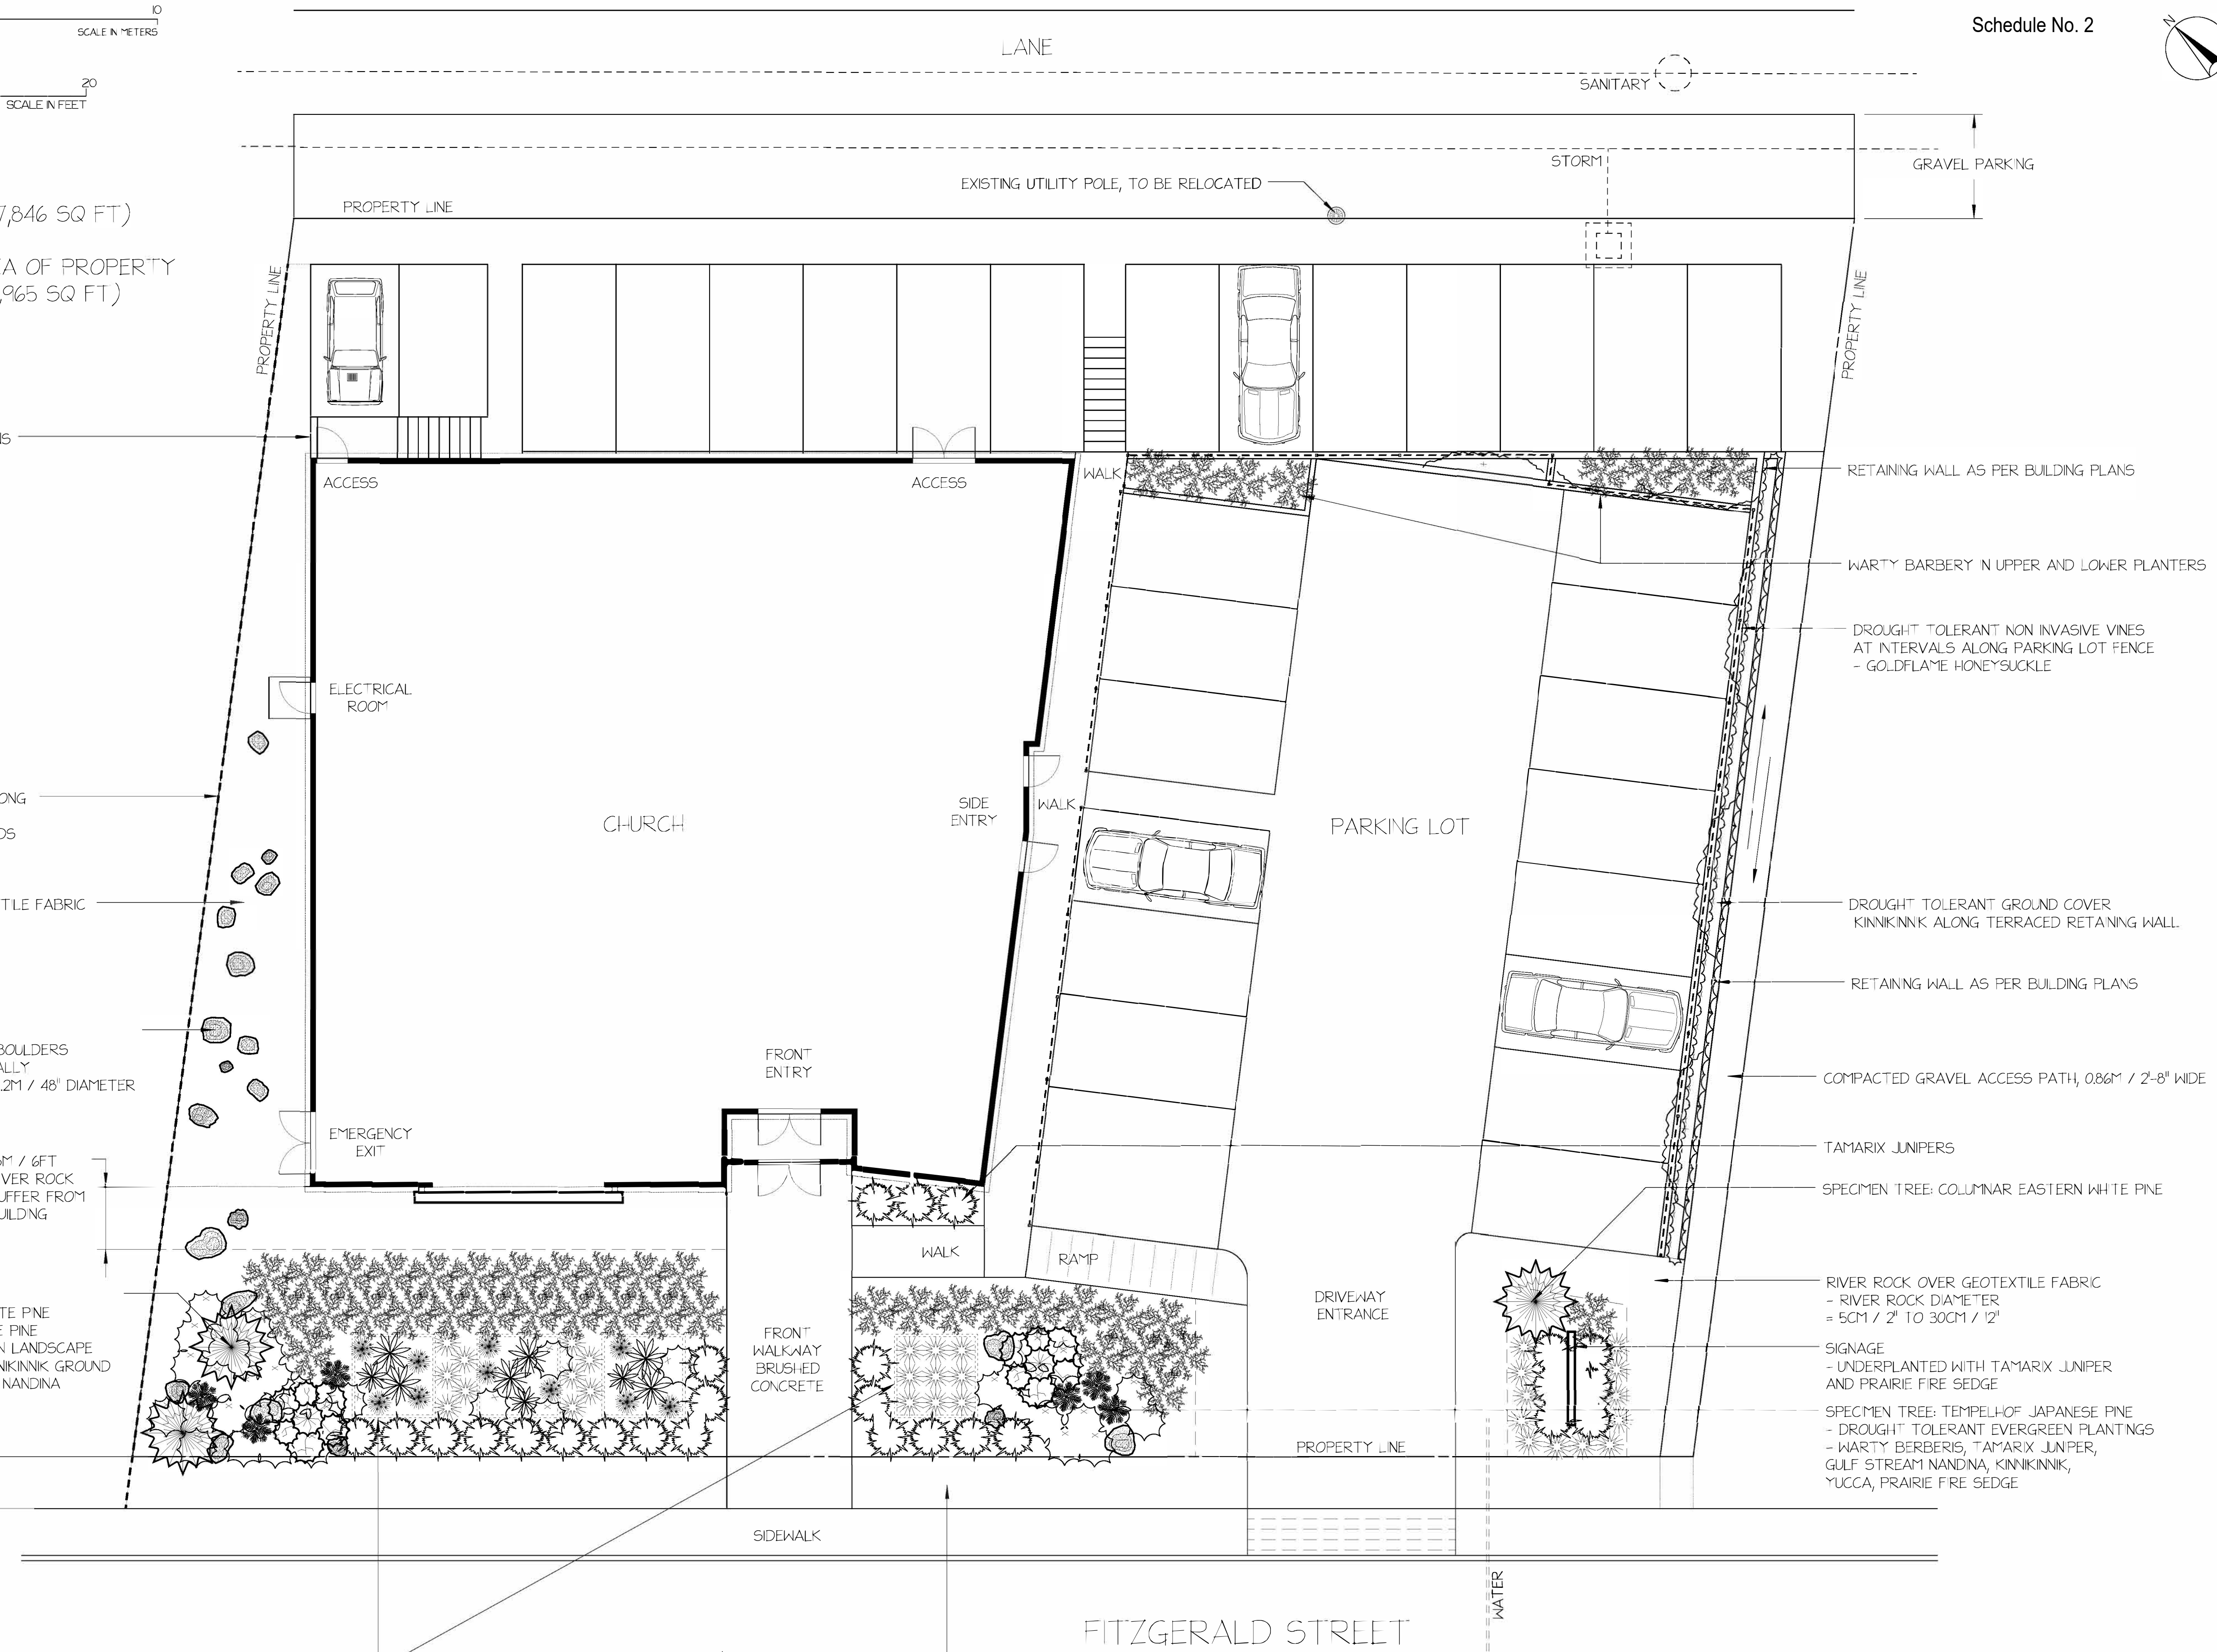 10
SCALE IN METERS
20
SCALE IN FEET
Schedule No. 2
N
LANE
SANITARY
STORM
GRAVEL PARKING
EXISTING UTILITY POLE, TO BE RELOCATED
PROPERTY LINE
7,846 SQ FT)
EA OF PROPERTY
,965 SQ FT)
PROPERTY LINE
PROPERTY LINE
NS
ACCESS
ACCESS
WALK
RETAINING WALL AS PER BUILDING PLANS
WARTY BARBERY IN UPPER AND LOWER PLANTERS
DROUGHT TOLERANT NON INVASIVE VINES
AT INTERVALS ALONG PARKING LOT FENCE
- GOLDFLAME HONEYSUCKLE
ELECTRICAL
ROOM
ONG
DS
CHURCH
SIDE
ENTRY
WALK
PARKING LOT
TILE FABRIC
DROUGHT TOLERANT GROUND COVER
KINNIKINNIK ALONG TERRACED RETAINING WALL
RETAINING WALL AS PER BUILDING PLANS
BOULDERS
ALLY
.2M / 48" DIAMETER
FRONT
ENTRY
COMPACTED GRAVEL ACCESS PATH, 0.86M / 2'-8" WIDE
EMERGENCY
EXIT
TAMARIX JUNIPERS
M / 6FT
VER ROCK
UFFER FROM
UILDING
SPECIMEN TREE: COLUMNAR EASTERN WHITE PINE
WALK
RAMP
DRIVEWAY
ENTRANCE
RIVER ROCK OVER GEOTEXTILE FABRIC
- RIVER ROCK DIAMETER
= 5CM / 2" TO 30CM / 12"
TE PINE
E PINE
N LANDSCAPE
NIKINNIK GROUND
NANDINA
FRONT
WALKWAY
BRUSHED
CONCRETE
SIGNAGE
- UNDERPLANTED WITH TAMARIX JUNIPER
AND PRAIRIE FIRE SEDGE
SPECIMEN TREE: TEMPELHOF JAPANESE PINE
- DROUGHT TOLERANT EVERGREEN PLANTINGS
- WARTY BERBERIS, TAMARIX JUNIPER,
GULF STREAM NANDINA, KINNIKINNIK,
YUCCA, PRAIRIE FIRE SEDGE
PROPERTY LINE
SIDEWALK
WATER
FITZGERALD STREET